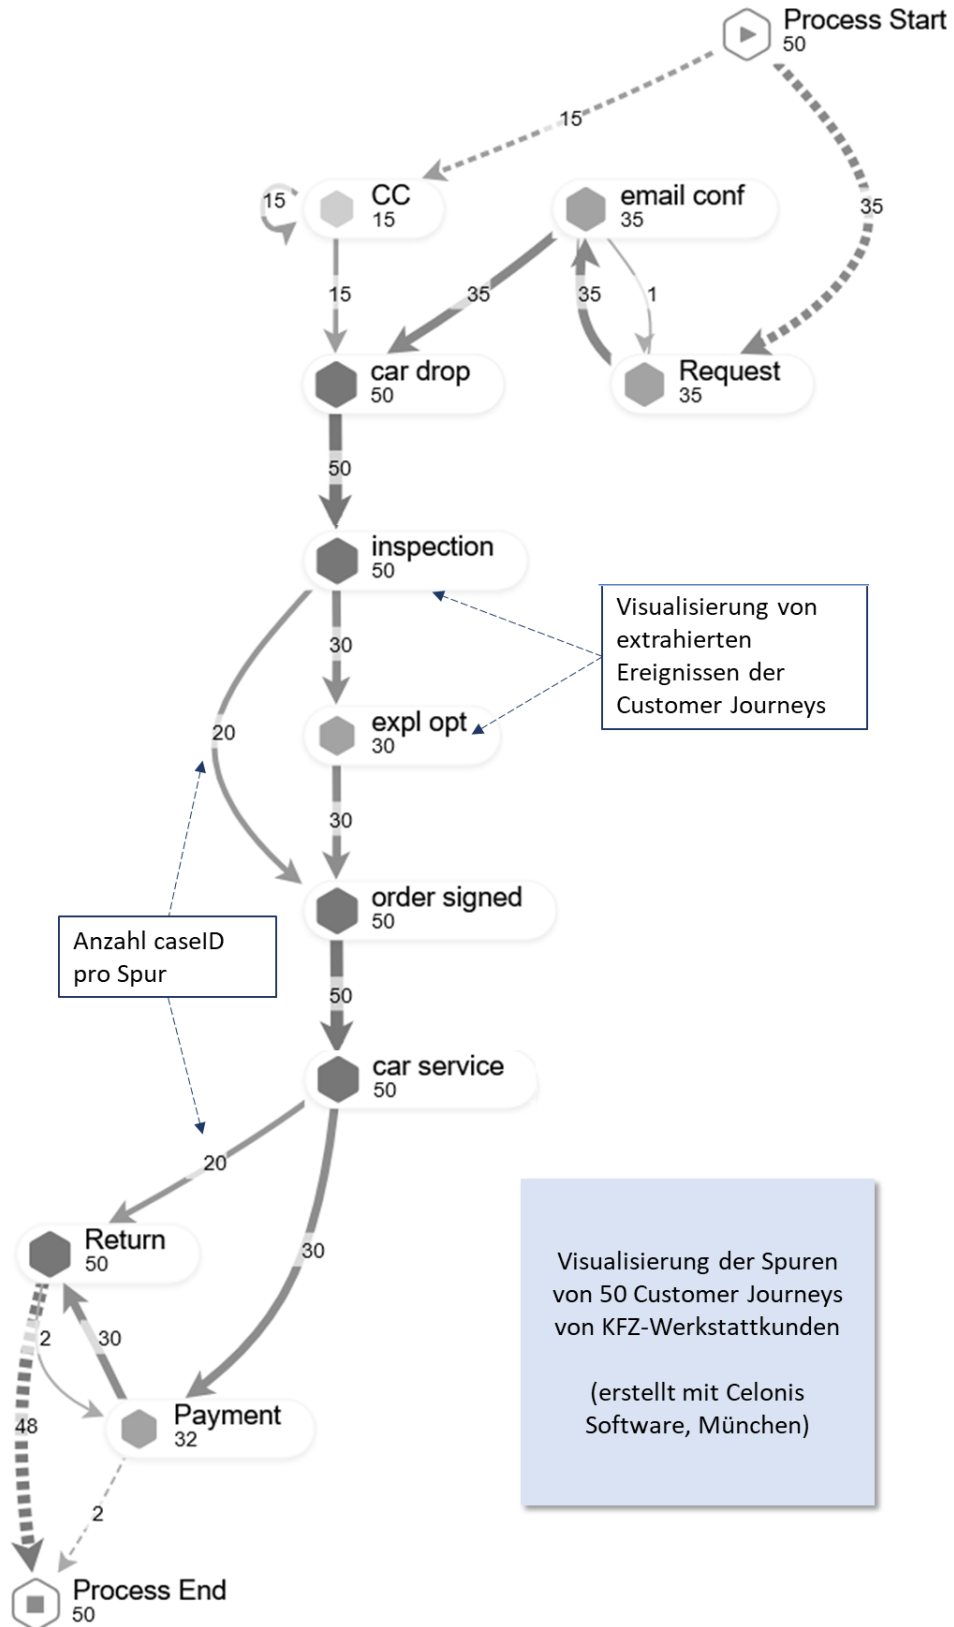 Process Start
50
15
CC
15
15
email conf
35
35
15
35
35
1
car drop
50
Request
35
50
inspection
50
Visualisierung von
extrahierten
Ereignissen der
Customer Journeys
30
expl opt
30
20
30
order signed
50
Anzahl caseID
pro Spur
50
car service
50
20
Return
50
30
Visualisierung der Spuren
von 50 Customer Journeys
von KFZ-Werkstattkunden
(erstellt mit Celonis
Software, München)
2
30
Payment
32
48
2
Process End
50